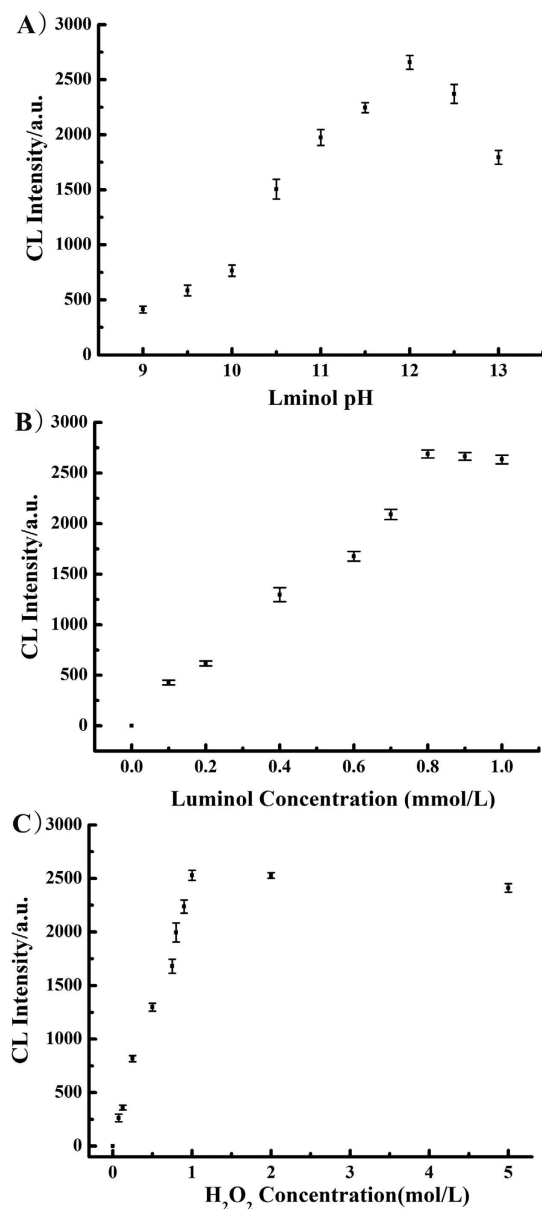 A)
3000
2500
2000
1500
1000
500
0
CL Intensity/a.u.
9 10 11 12 13
Lminol pH
B)
3000
2500
2000
1500
1000
500
0
CL Intensity/a.u.
0.0 0.2 0.4 0.6 0.8 1.0
Luminol Concentration (mmol/L)
C)
3000
2500
2000
1500
1000
500
0
CL Intensity/a.u.
0 1 2 3 4 5
H₂O₂ Concentration(mol/L)